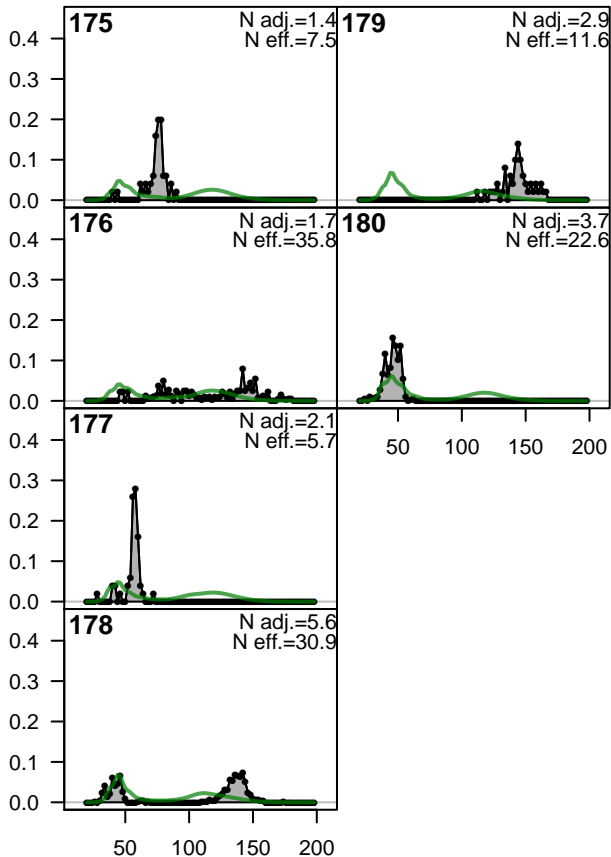 175
N adj.=1.4
N eff.=7.5
0.0
0.1
0.2
0.3
0.4
179
N adj.=2.9
N eff.=11.6
176
N adj.=1.7
N eff.=35.8
0.0
0.1
0.2
0.3
0.4
180
N adj.=3.7
N eff.=22.6
50 100 150 200
177
N adj.=2.1
N eff.=5.7
0.0
0.1
0.2
0.3
0.4
178
N adj.=5.6
N eff.=30.9
0.0
0.1
0.2
0.3
0.4
50 100 150 200